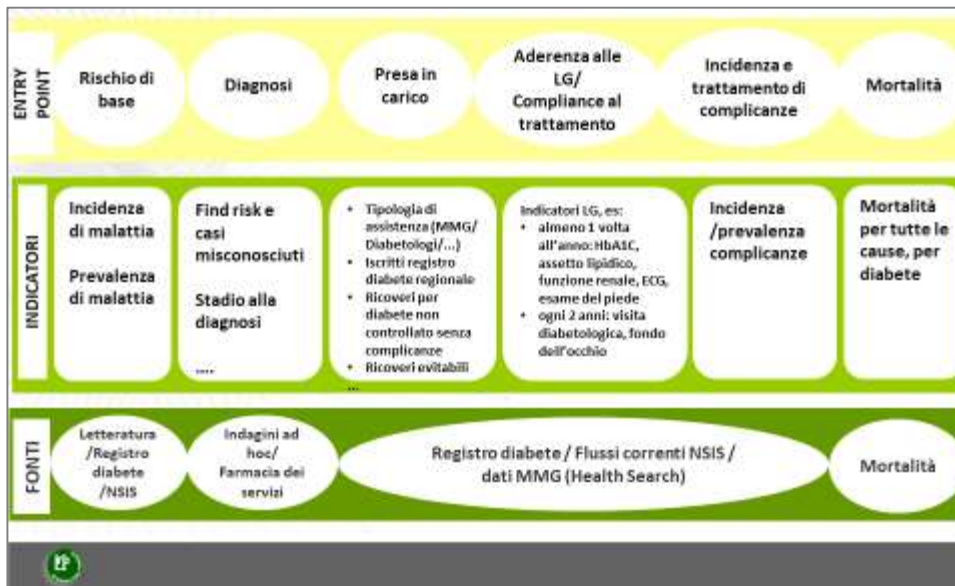 ENTRY
POINT
Rischio di
base
Diagnosi
Presa in
carico
Aderenza alle
LG/
Compliance al
trattamento
Incidenza e
trattamento di
complicanze
Mortalità
INDICATORI
Incidenza
di malattia
Prevalenza
di malattia
Find risk e
casi
misconosciuti
Stadio alla
diagnosi
....
• Tipologia di
assistenza (MMG/
Diabetologi/...)
• Iscritti registro
diabete regionale
• Ricoveri per
diabete non
controllato senza
complicanze
• Ricoveri evitabili
...
Indicatori LG, es:
• almeno 1 volta
all'anno: HbA1C,
assetto lipidico,
funzione renale, ECG,
esame del piede
• ogni 2 anni: visita
diabetologica, fondo
dell'occhio
Incidenza
/prevalenza
complicanze
Mortalità
per tutte le
cause, per
diabete
FONTI
Letteratura
/Registro
diabete
/NSIS
Indagini ad
hoc/
Farmacia dei
servizi
Registro diabete / Flussi correnti NSIS /
dati MMG (Health Search)
Mortalità